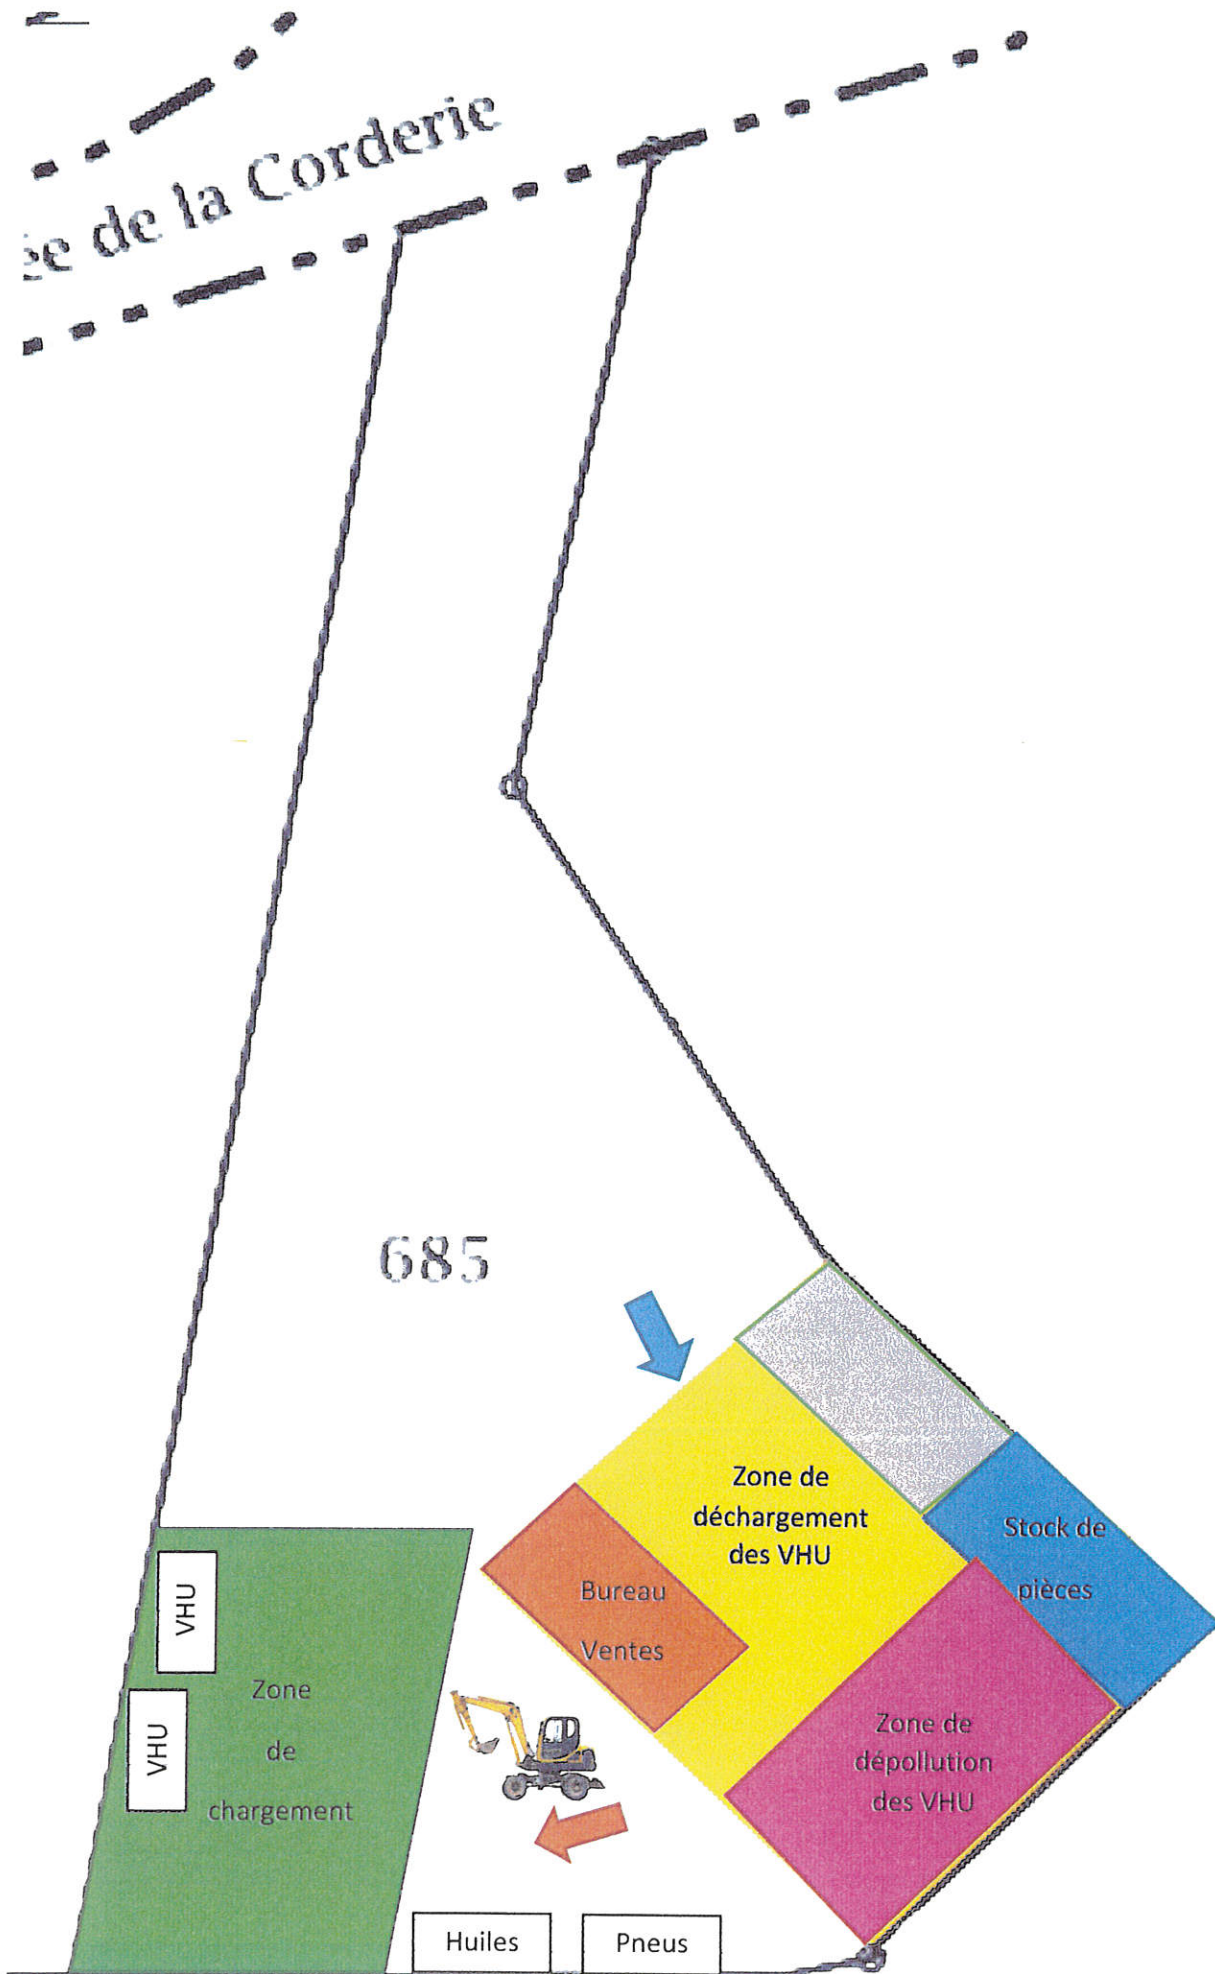 de la Corderie
685
Zone de
déchargement
des VHU
Stock de
pièces
Bureau
Ventes
VHU
VHU
Zone
de
chargement
Zone de
dépollution
des VHU
Huiles
Pneus